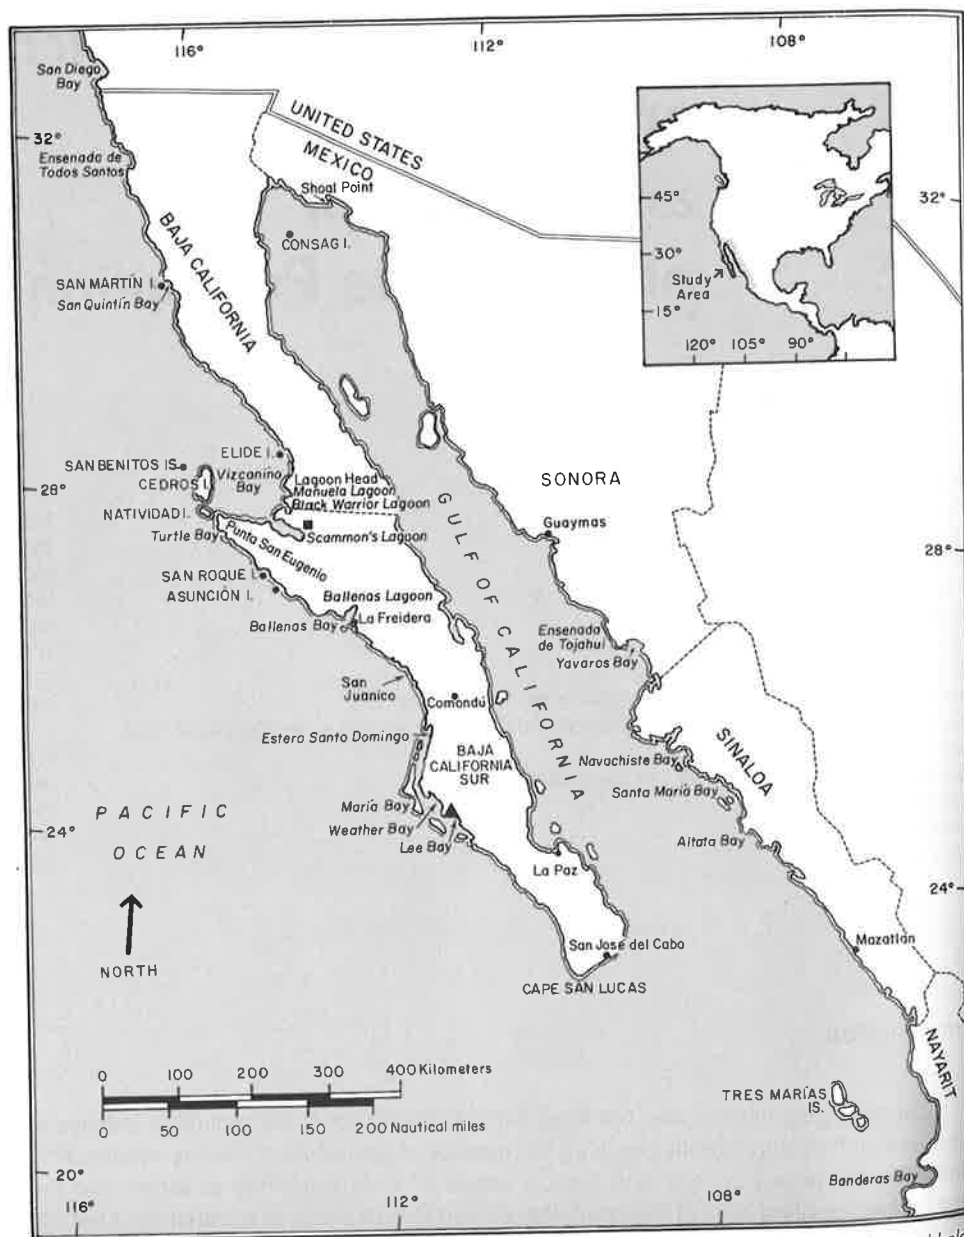 116°
112°
108°
San Diego
Bay
32°
UNITED STATES
MEXICO
Ensenada de
Todos Santos
Shoal Point
32°
BAJA CALIFORNIA
CONSAG I.
45°
30°
15°
Study
Area
120°
105°
90°
SAN MARTÍN I.
San Quintín Bay
ELIDE I.
SAN BENITOS IS.
CEDROS I.
Vizcaíno
Bay
Lagoon Head
Manuela Lagoon
Black Warrior Lagoon
28°
SONORA
GULF OF CALIFORNIA
Guaymas
NATIVIDAD I.
Turtle Bay
Punta San Eugenio
Scammon's Lagoon
28°
SAN ROQUE I.
ASUNCIÓN I.
Ballenas Lagoon
La Freidera
Ballenas Bay
Ensenada
de Tojahui
Yavaros Bay
San
Juanico
Comondú
Estero Santo Domingo
BAJA
CALIFORNIA
SUR
SINALOA
Navachiste Bay
Santa María Bay
María Bay
Weather Bay
Lee Bay
Altata Bay
PACIFIC
OCEAN
24°
La Paz
24°
NORTH
San José del Cabo
CAPE SAN LUCAS
Mazatlán
NAYARIT
0 100 200 300 400 Kilometers
0 50 100 150 200 Nautical miles
TRES MARÍAS
IS.
20°
Banderas Bay
116°
112°
108°